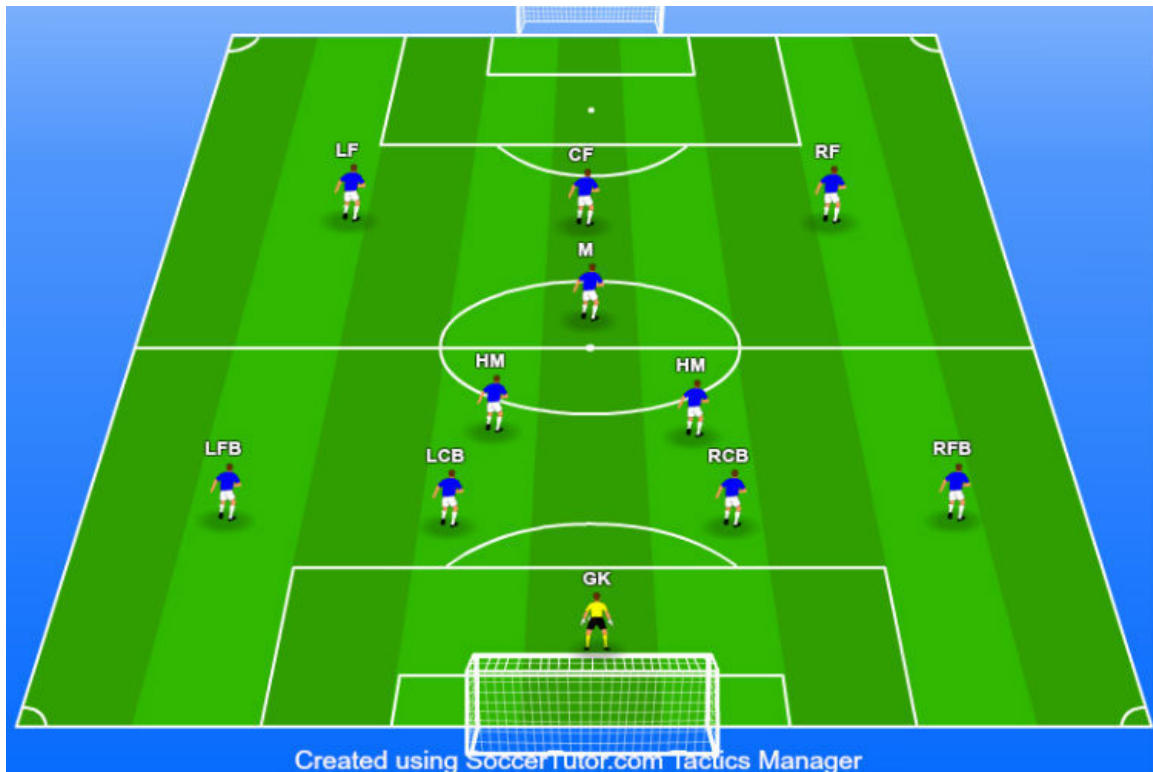 LF CF RF
M
HM HM
LFB LCB RCB RFB
GK
Created using SoccerTutor.com Tactics Manager